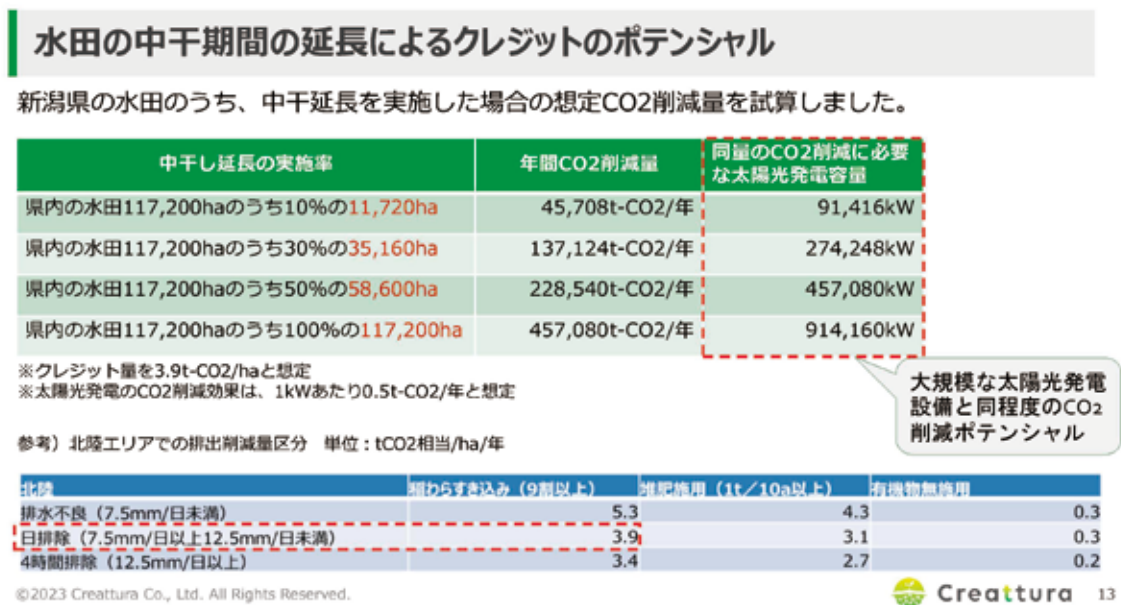 水田の中干期間の延長によるクレジットのポテンシャル
新潟県の水田のうち、中干延長を実施した場合の想定CO2削減量を試算しました。
中干し延長の実施率 年間CO2削減量 同量のCO2削減に必要な太陽光発電容量
県内の水田117,200haのうち10%の11,720ha 45,708t-CO2/年 91,416kW
県内の水田117,200haのうち30%の35,160ha 137,124t-CO2/年 274,248kW
県内の水田117,200haのうち50%の58,600ha 228,540t-CO2/年 457,080kW
県内の水田117,200haのうち100%の117,200ha 457,080t-CO2/年 914,160kW
※クレジット量を3.9t-CO2/haと想定
※太陽光発電のCO2削減効果は、1kWあたり0.5t-CO2/年と想定
大規模な太陽光発電
設備と同程度のCO2
削減ポテンシャル
参考）北陸エリアでの排出削減量区分 単位：tCO2相当/ha/年
北陸 稲わらすき込み（9割以上） 堆肥施用（1t／10a以上） 有機物無施用
排水不良（7.5mm/日未満） 5.3 4.3 0.3
日排除（7.5mm/日以上12.5mm/日未満） 3.9 3.1 0.3
4時間排除（12.5mm/日以上） 3.4 2.7 0.2
©2023 Creattura Co., Ltd. All Rights Reserved.
Creattura 13